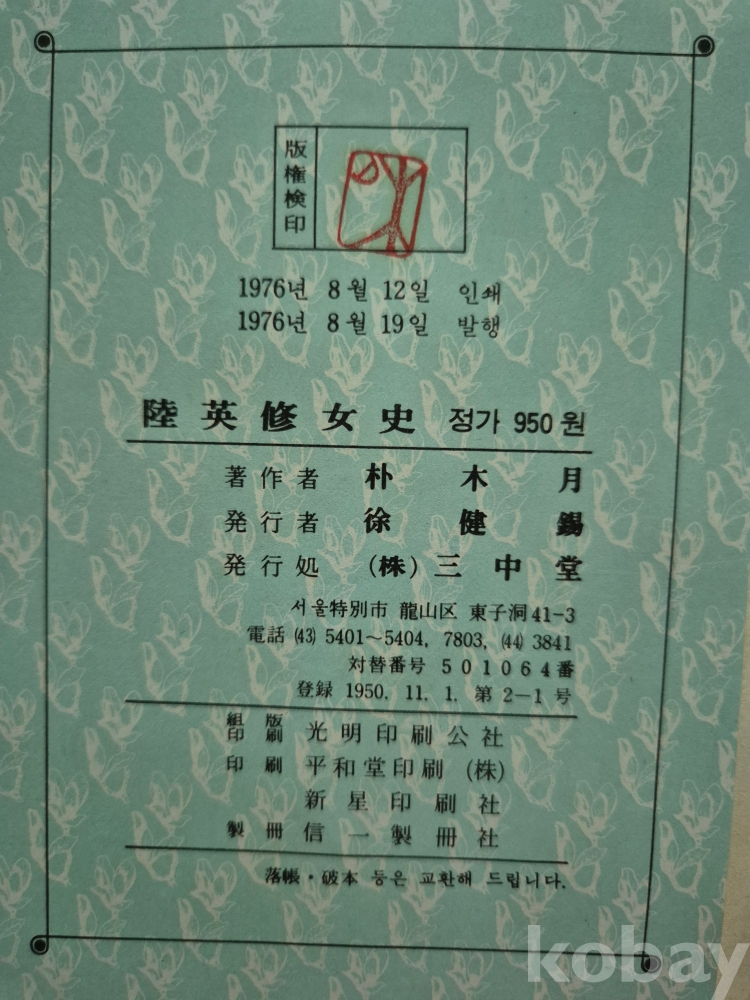 版権検印
1976년 8월 12일 인쇄
1976년 8월 19일 발행
陸英修女史 정가 950원
著作者 朴木月
発行者 徐健錫
発行処 (株)三中堂
서울特別市 龍山区 東子洞41-3
電話 (43) 5401~5404, 7803, (44) 3841
対替番号 501064番
登録 1950. 11. 1. 第2-1号
組版
印刷 光明印刷公社
印刷 平和堂印刷(株)
新星印刷社
製冊 信一製冊社
落帳·破本 등은 교환해 드립니다.
kobay